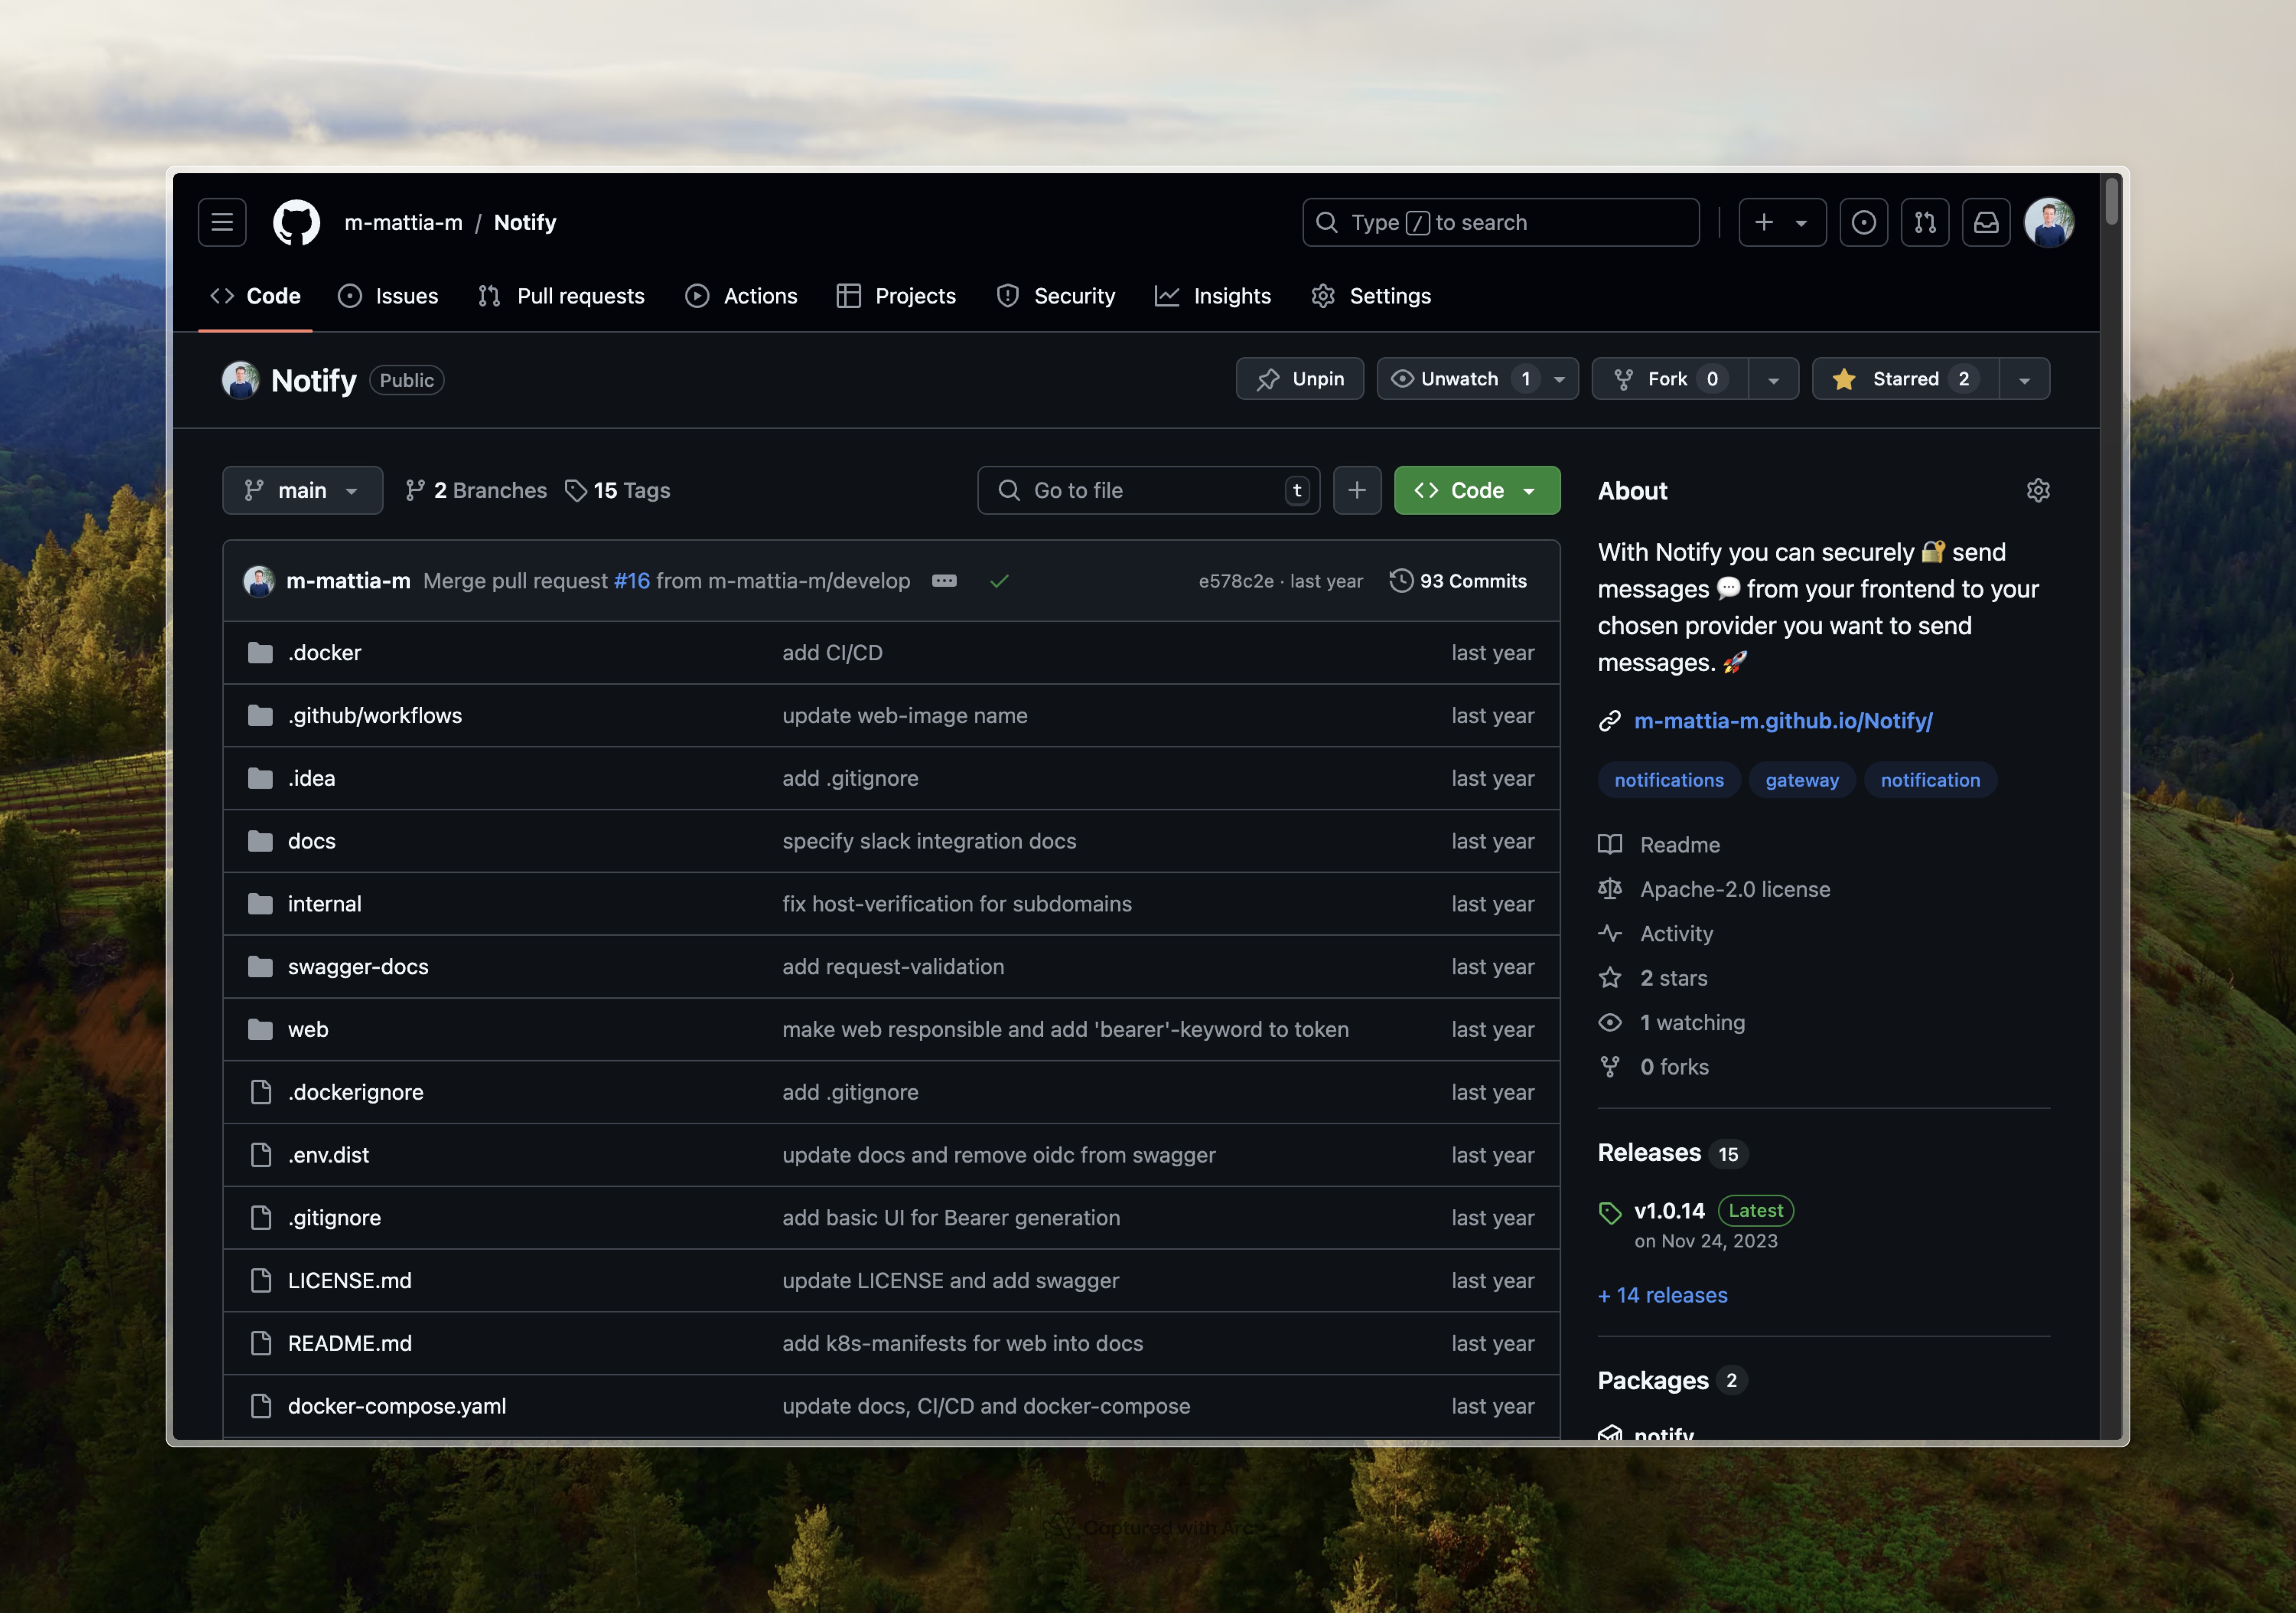 m-mattia-m / Notify
Type / to search
Code Issues Pull requests Actions Projects Security Insights Settings
Notify Public
Unpin Unwatch 1 Fork 0 Starred 2
main 2 Branches 15 Tags Go to file t Code
m-mattia-m Merge pull request #16 from m-mattia-m/develop e578c2e · last year 93 Commits
.docker add CI/CD last year
.github/workflows update web-image name last year
.idea add .gitignore last year
docs specify slack integration docs last year
internal fix host-verification for subdomains last year
swagger-docs add request-validation last year
web make web responsible and add 'bearer'-keyword to token last year
.dockerignore add .gitignore last year
.env.dist update docs and remove oidc from swagger last year
.gitignore add basic UI for Bearer generation last year
LICENSE.md update LICENSE and add swagger last year
README.md add k8s-manifests for web into docs last year
docker-compose.yaml update docs, CI/CD and docker-compose last year
About
With Notify you can securely 🔐 send
messages 💬 from your frontend to your
chosen provider you want to send
messages. 🚀
m-mattia-m.github.io/Notify/
notifications gateway notification
Readme
Apache-2.0 license
Activity
2 stars
1 watching
0 forks
Releases 15
v1.0.14 Latest
on Nov 24, 2023
+ 14 releases
Packages 2
notify
Captured with Arc